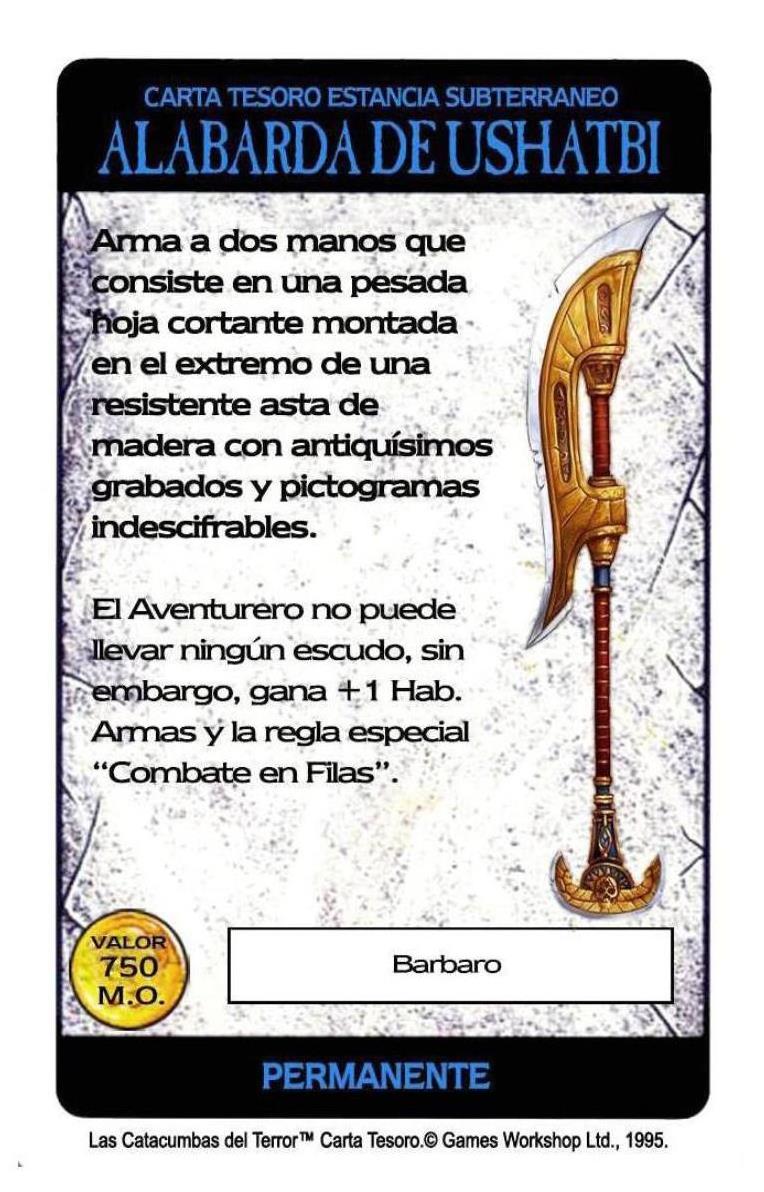 CARTA TESORO ESTANCIA SUBTERRANEO
ALABARDA DE USHATBI
Arma a dos manos que
consiste en una pesada
hoja cortante montada
en el extremo de una
resistente asta de
madera con antiquísimos
grabados y pictogramas
indescifrables.
El Aventurero no puede
llevar ningún escudo, sin
embargo, gana +1 Hab.
Armas y la regla especial
“Combate en Filas”.
VALOR
750
M.O.
Barbaro
PERMANENTE
Las Catacumbas del Terror™ Carta Tesoro.© Games Workshop Ltd., 1995.